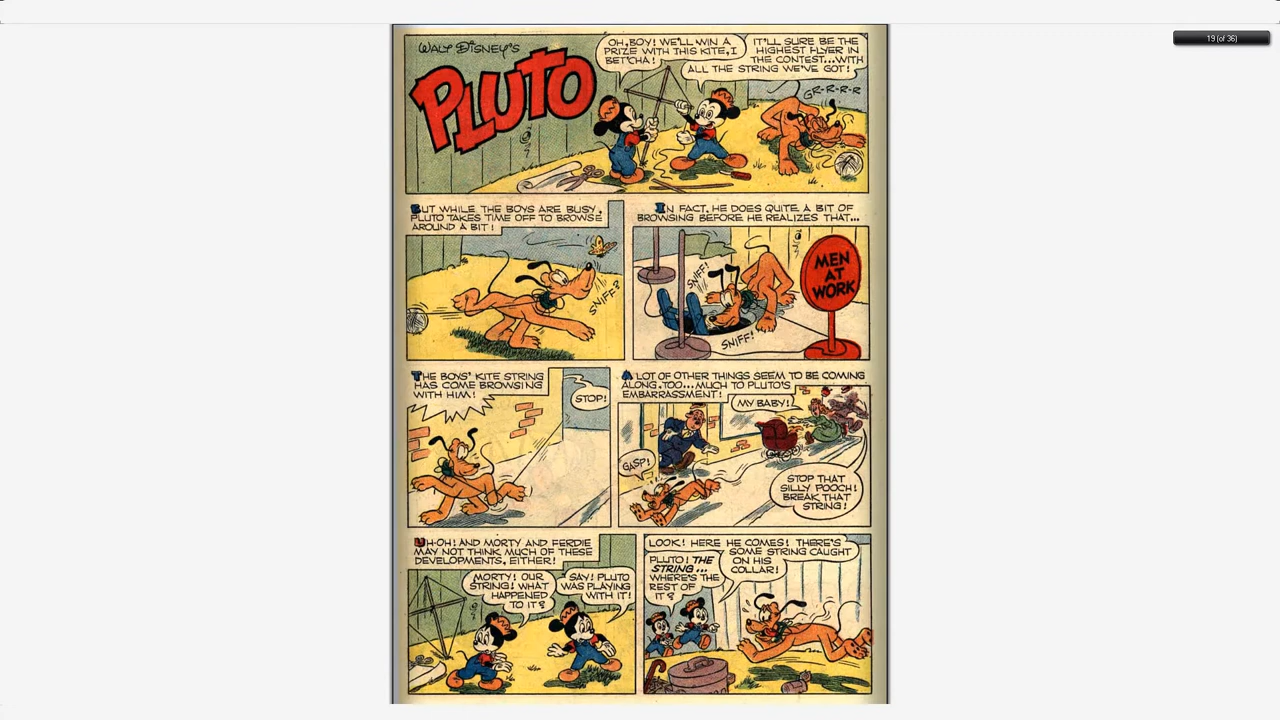 19 (of 36)
WALT DISNEY'S
PLUTO
OH, BOY! WE'LL WIN A
PRIZE WITH THIS KITE, I
BET'CHA!
IT'LL SURE BE THE
HIGHEST FLYER IN
THE CONTEST...WITH
ALL THE STRING WE'VE GOT!
GR-R-R-R
BUT WHILE THE BOYS ARE BUSY,
PLUTO TAKES TIME OFF TO BROWSE
AROUND A BIT!
SNIFF?
IN FACT, HE DOES QUITE A BIT OF
BROWSING BEFORE HE REALIZES THAT...
SNIFF!
SNIFF!
MEN
AT
WORK
THE BOYS' KITE STRING
HAS COME BROWSING
WITH HIM!
STOP!
A LOT OF OTHER THINGS SEEM TO BE COMING
ALONG, TOO...MUCH TO PLUTO'S
EMBARRASSMENT!
MY BABY!
GASP!
STOP THAT
SILLY POOCH!
BREAK THAT
STRING!
UH-OH! AND MORTY AND FERDIE
MAY NOT THINK MUCH OF THESE
DEVELOPMENTS, EITHER!
MORTY! OUR
STRING! WHAT
HAPPENED
TO IT?
SAY! PLUTO
WAS PLAYING
WITH IT!
LOOK! HERE HE COMES! THERE'S
SOME STRING CAUGHT
ON HIS
COLLAR!
PLUTO! THE
STRING...
WHERE'S THE
REST OF
IT?